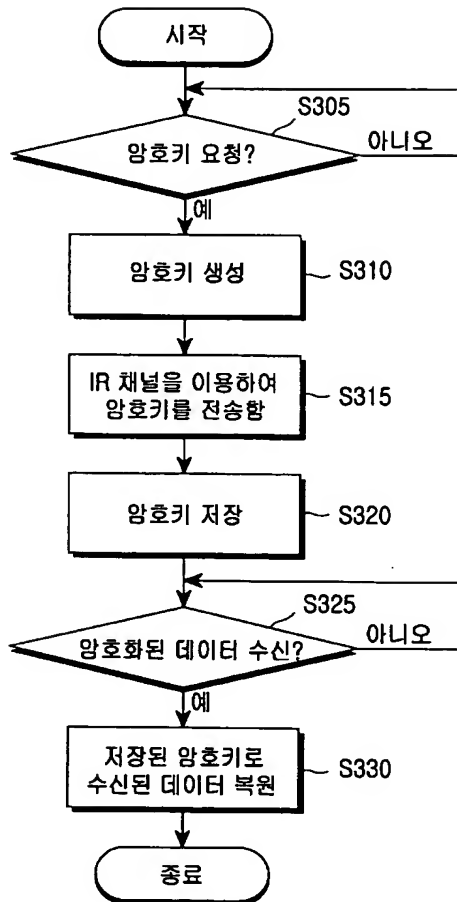 시작
S305
암호키 요청?
아니오
예
암호키 생성
S310
IR 채널을 이용하여
암호키를 전송함
S315
암호키 저장
S320
S325
암호화된 데이터 수신?
아니오
예
저장된 암호키로
수신된 데이터 복원
S330
종료